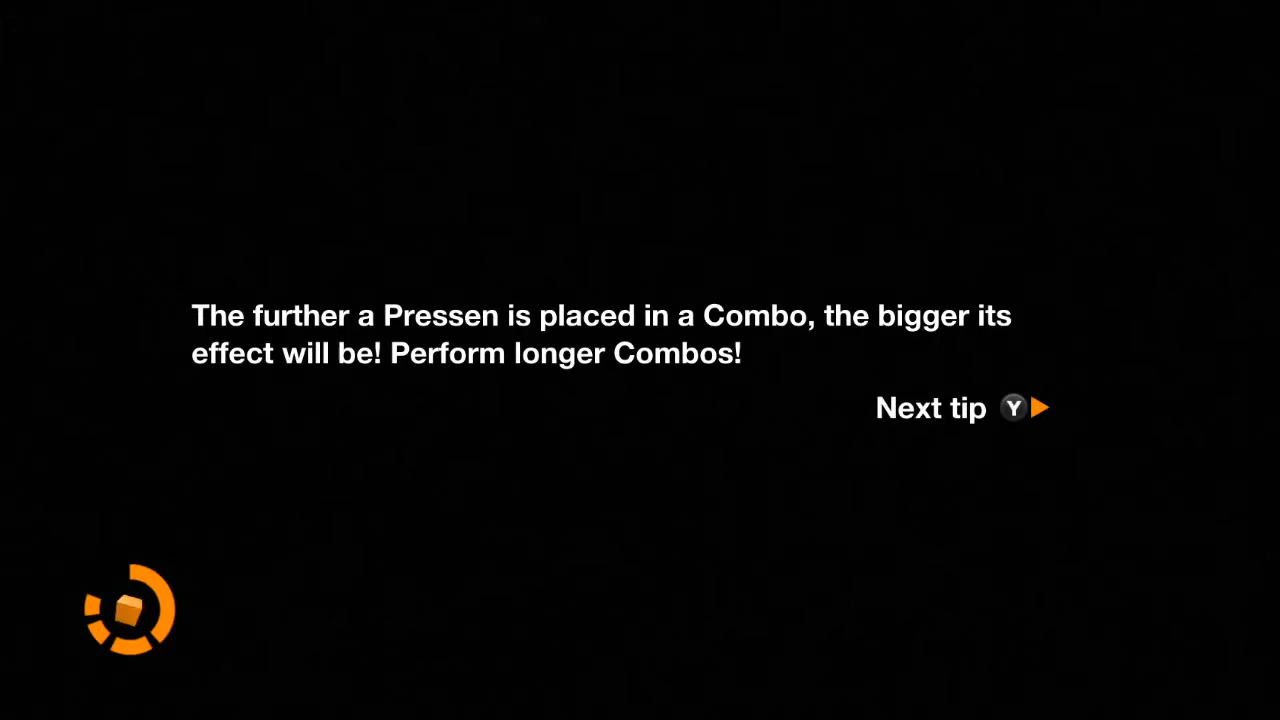 The further a Pressen is placed in a Combo, the bigger its
effect will be! Perform longer Combos!
Next tip Y